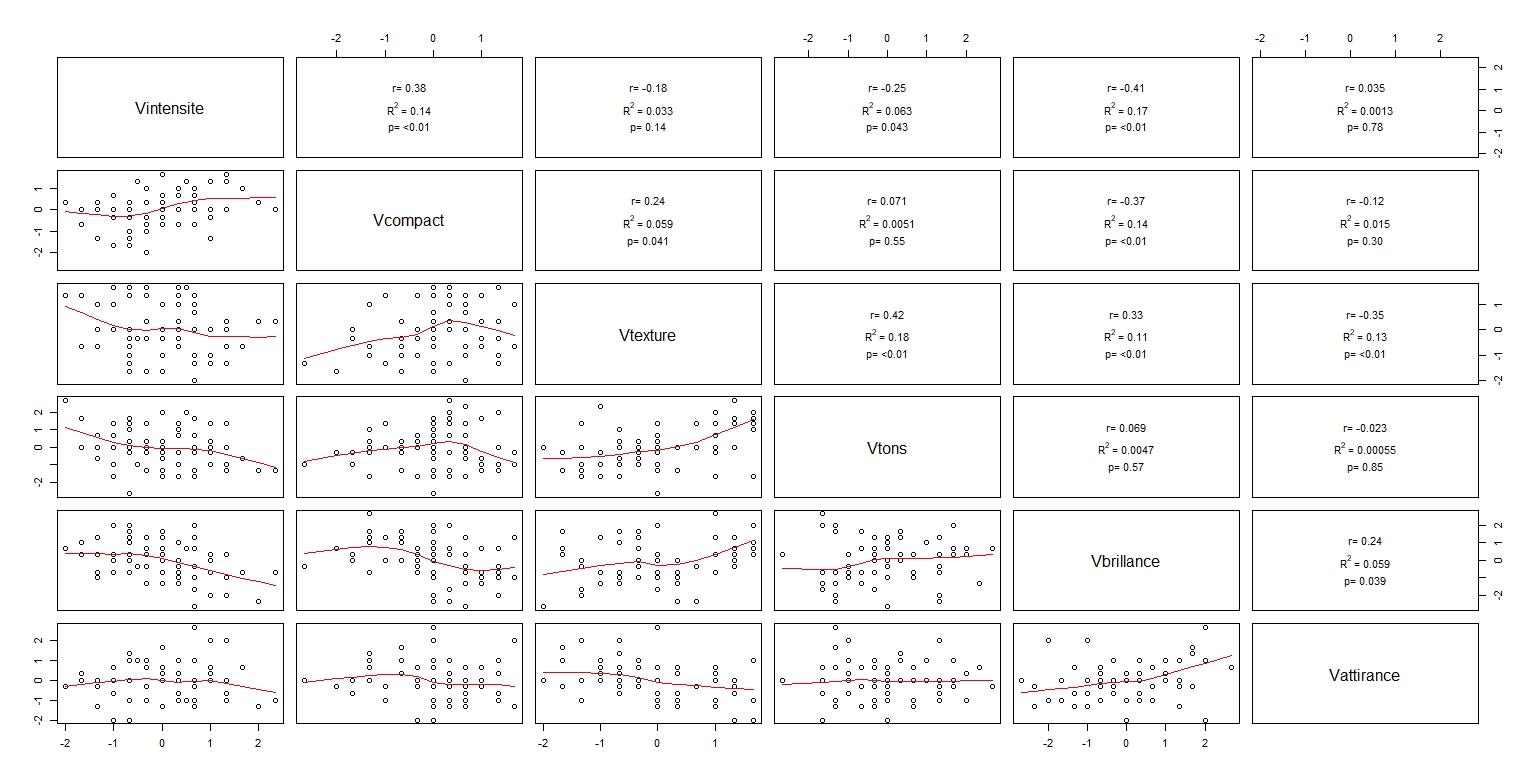 -2 -1 0 1 -2 -1 0 1 2 -2 -1 0 1 2
Vintensite
r= 0.38
R2 = 0.14
p= <0.01
r= -0.18
R2 = 0.033
p= 0.14
r= -0.25
R2 = 0.063
p= 0.043
r= -0.41
R2 = 0.17
p= <0.01
r= 0.035
R2 = 0.0013
p= 0.78
2
1
0
-1
-2
1
0
-1
-2
Vcompact
r= 0.24
R2 = 0.059
p= 0.041
r= 0.071
R2 = 0.0051
p= 0.55
r= -0.37
R2 = 0.14
p= <0.01
r= -0.12
R2 = 0.015
p= 0.30
Vtexture
r= 0.42
R2 = 0.18
p= <0.01
r= 0.33
R2 = 0.11
p= <0.01
r= -0.35
R2 = 0.13
p= <0.01
1
0
-1
-2
2
1
0
-2
Vtons
r= 0.069
R2 = 0.0047
p= 0.57
r= -0.023
R2 = 0.00055
p= 0.85
Vbrillance
r= 0.24
R2 = 0.059
p= 0.039
2
1
0
-2
2
1
0
-1
-2
Vattirance
-2 -1 0 1 2 -2 -1 0 1 -2 -1 0 1 2